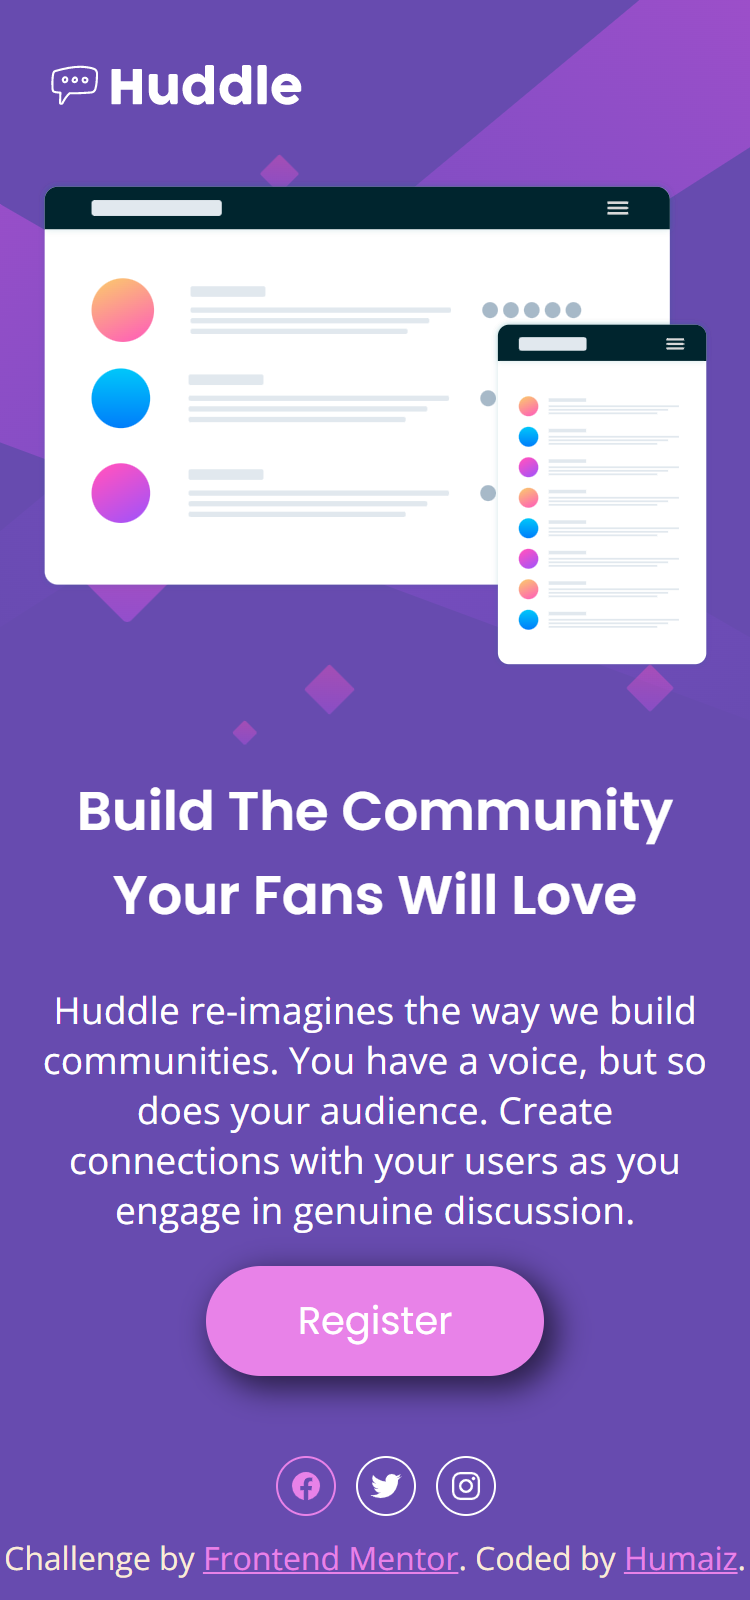 Huddle
Build The Community
Your Fans Will Love
Huddle re-imagines the way we build
communities. You have a voice, but so
does your audience. Create
connections with your users as you
engage in genuine discussion.
Register
Challenge by Frontend Mentor. Coded by Humaiz.